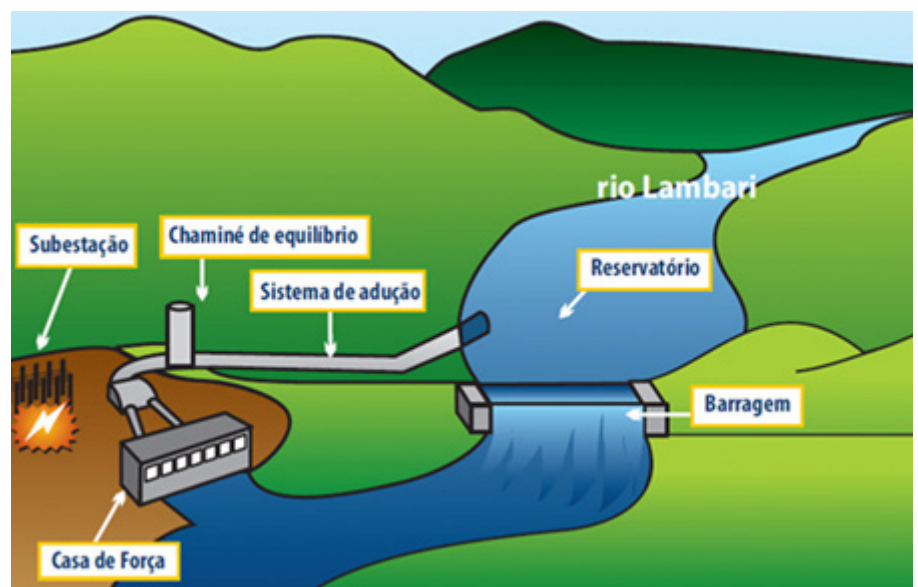 rio Lambari
Chaminé de equilíbrio
Subestação
Reservatório
Sistema de adução
Barragem
Casa de Força